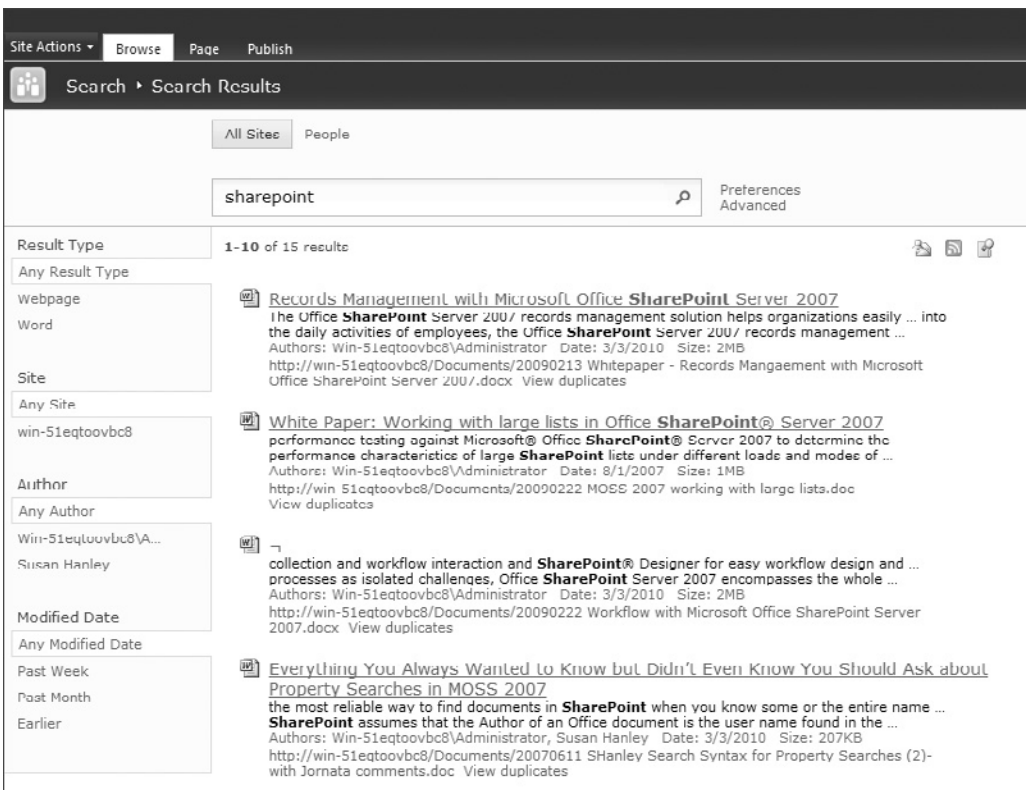 Site Actions
Browse
Page
Publish
Search
Search Results
All Sites
People
sharepoint
Preferences
Advanced
Result Type
Any Result Type
Webpage
Word
Site
Any Site
win-51eqtoovbc8
Author
Any Author
Win-51eqtoovbc8\A...
Susan Hanley
Modified Date
Any Modified Date
Past Week
Past Month
Earlier
1-10 of 15 results
Records Management with Microsoft Office SharePoint Server 2007
The Office SharePoint Server 2007 records management solution helps organizations easily ... into
the daily activities of employees, the Office SharePoint Server 2007 records management ...
Authors: Win-51eqtoovbc8\Administrator Date: 3/3/2010 Size: 2MB
http://win-51eqtoovbc8/Documents/20090213 Whitepaper - Records Mangaement with Microsoft
Office SharePoint Server 2007.docx View duplicates
White Paper: Working with large lists in Office SharePoint® Server 2007
performance testing against Microsoft® Office SharePoint® Server 2007 to determine the
performance characteristics of large SharePoint lists under different loads and modes of ...
Authors: Win-51eqtoovbc8\Administrator Date: 8/1/2007 Size: 1MB
http://win-51eqtoovbc8/Documents/20090222 MOSS 2007 working with large lists.doc
View duplicates
¬
collection and workflow interaction and SharePoint® Designer for easy workflow design and ...
processes as isolated challenges, Office SharePoint Server 2007 encompasses the whole ...
Authors: Win-51eqtoovbc8\Administrator Date: 3/3/2010 Size: 2MB
http://win-51eqtoovbc8/Documents/20090222 Workflow with Microsoft Office SharePoint Server
2007.docx View duplicates
Everything You Always Wanted to Know but Didn't Even Know You Should Ask about
Property Searches in MOSS 2007
the most reliable way to find documents in SharePoint when you know some or the entire name ...
SharePoint assumes that the Author of an Office document is the user name found in the ...
Authors: Win-51eqtoovbc8\Administrator, Susan Hanley Date: 3/3/2010 Size: 207KB
http://win-51eqtoovbc8/Documents/20070611 SHanley Search Syntax for Property Searches (2)-
with Jornata comments.doc View duplicates